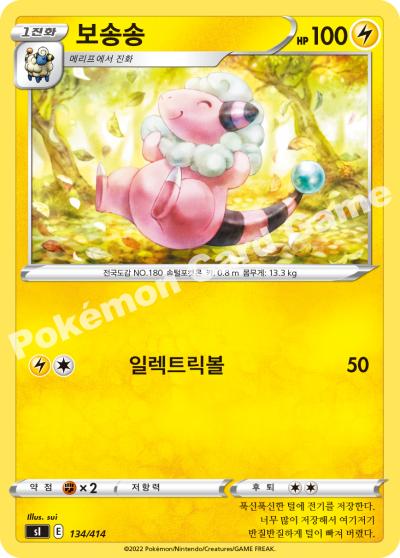 1진화 보송송 HP 100
메리프에서 진화
전국도감 NO.180 솜털포켓몬 키: 0.8 m 몸무게: 13.3 kg
Pokémon Card Game
일렉트릭볼 50
약점 ×2 저항력 후퇴
Illus. sui
푹신푹신한 털에 전기를 저장한다.
너무 많이 저장해서 여기저기
반질반질하게 털이 빠져 버렸다.
sI E 134/414
©2022 Pokémon/Nintendo/Creatures/GAME FREAK.